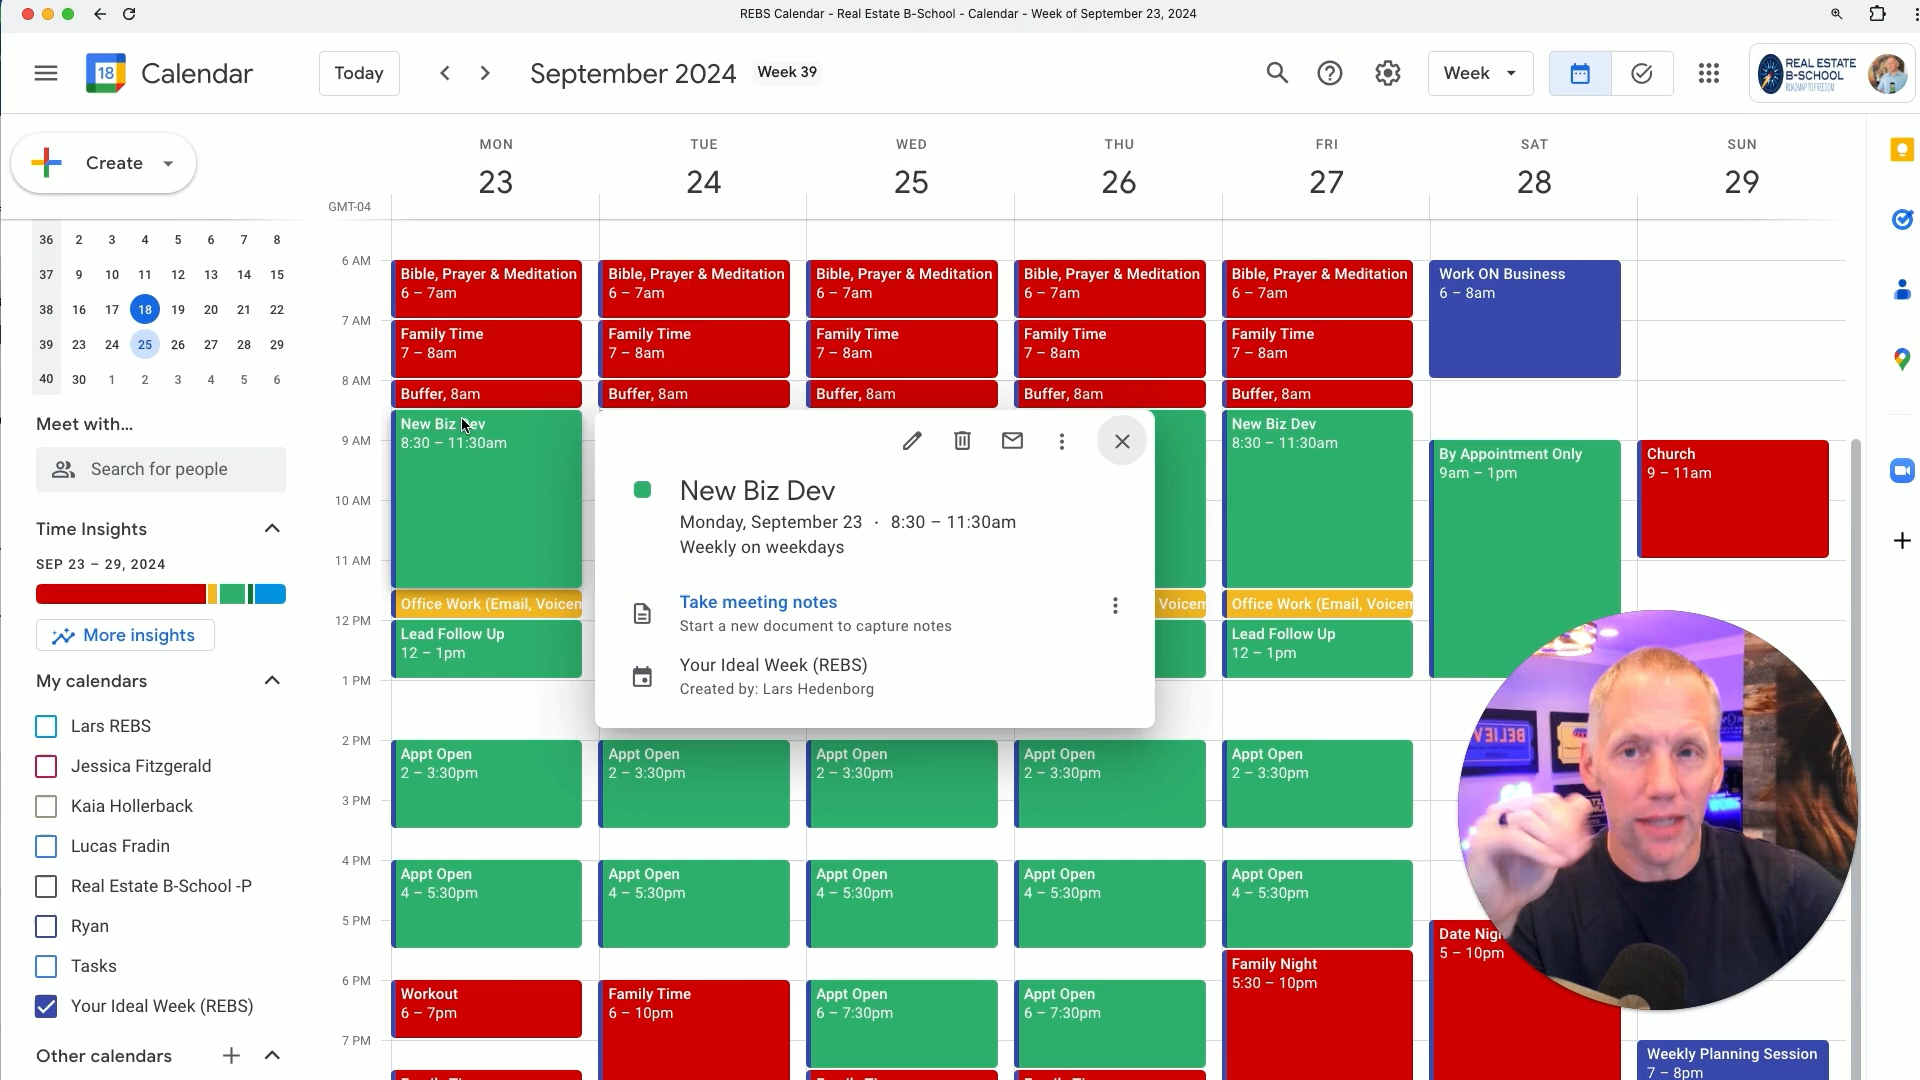 REBS Calendar - Real Estate B-School - Calendar - Week of September 23, 2024
18
Calendar
Today
September 2024
Week 39
Week
REAL ESTATE
B-SCHOOL
ROADMAP TO FREEDOM
Create
GMT-04
MON
23
TUE
24
WED
25
THU
26
FRI
27
SAT
28
SUN
29
36 2 3 4 5 6 7 8
37 9 10 11 12 13 14 15
38 16 17 18 19 20 21 22
39 23 24 25 26 27 28 29
40 30 1 2 3 4 5 6
Meet with...
Search for people
Time Insights
SEP 23 – 29, 2024
More insights
My calendars
Lars REBS
Jessica Fitzgerald
Kaia Hollerback
Lucas Fradin
Real Estate B-School -P
Ryan
Tasks
Your Ideal Week (REBS)
Other calendars
6 AM
7 AM
8 AM
9 AM
10 AM
11 AM
12 PM
1 PM
2 PM
3 PM
4 PM
5 PM
6 PM
7 PM
Bible, Prayer & Meditation
6 – 7am
Family Time
7 – 8am
Buffer, 8am
New Biz Dev
8:30 – 11:30am
Office Work (Email, Voicem
Lead Follow Up
12 – 1pm
Appt Open
2 – 3:30pm
Appt Open
4 – 5:30pm
Workout
6 – 7pm
Bible, Prayer & Meditation
6 – 7am
Family Time
7 – 8am
Buffer, 8am
Appt Open
2 – 3:30pm
Appt Open
4 – 5:30pm
Family Time
6 – 10pm
Bible, Prayer & Meditation
6 – 7am
Family Time
7 – 8am
Buffer, 8am
Appt Open
2 – 3:30pm
Appt Open
4 – 5:30pm
Appt Open
6 – 7:30pm
Bible, Prayer & Meditation
6 – 7am
Family Time
7 – 8am
Buffer, 8am
Voicem
Appt Open
2 – 3:30pm
Appt Open
4 – 5:30pm
Appt Open
6 – 7:30pm
Bible, Prayer & Meditation
6 – 7am
Family Time
7 – 8am
Buffer, 8am
New Biz Dev
8:30 – 11:30am
Office Work (Email, Voicem
Lead Follow Up
12 – 1pm
Appt Open
2 – 3:30pm
Appt Open
4 – 5:30pm
Family Night
5:30 – 10pm
Work ON Business
6 – 8am
By Appointment Only
9am – 1pm
Date Nig
5 – 10pm
Church
9 – 11am
Weekly Planning Session
7 – 8pm
New Biz Dev
Monday, September 23 · 8:30 – 11:30am
Weekly on weekdays
Take meeting notes
Start a new document to capture notes
Your Ideal Week (REBS)
Created by: Lars Hedenborg
BELIEV